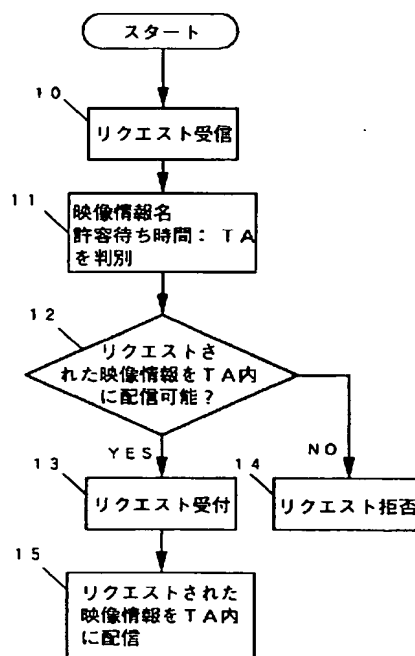 スタート
10
リクエスト受信
11
映像情報名
許容待ち時間：TA
を判別
12
リクエストさ
れた映像情報をTA内
に配信可能？
YES
NO
13
リクエスト受付
14
リクエスト拒否
15
リクエストされた
映像情報をTA内
に配信